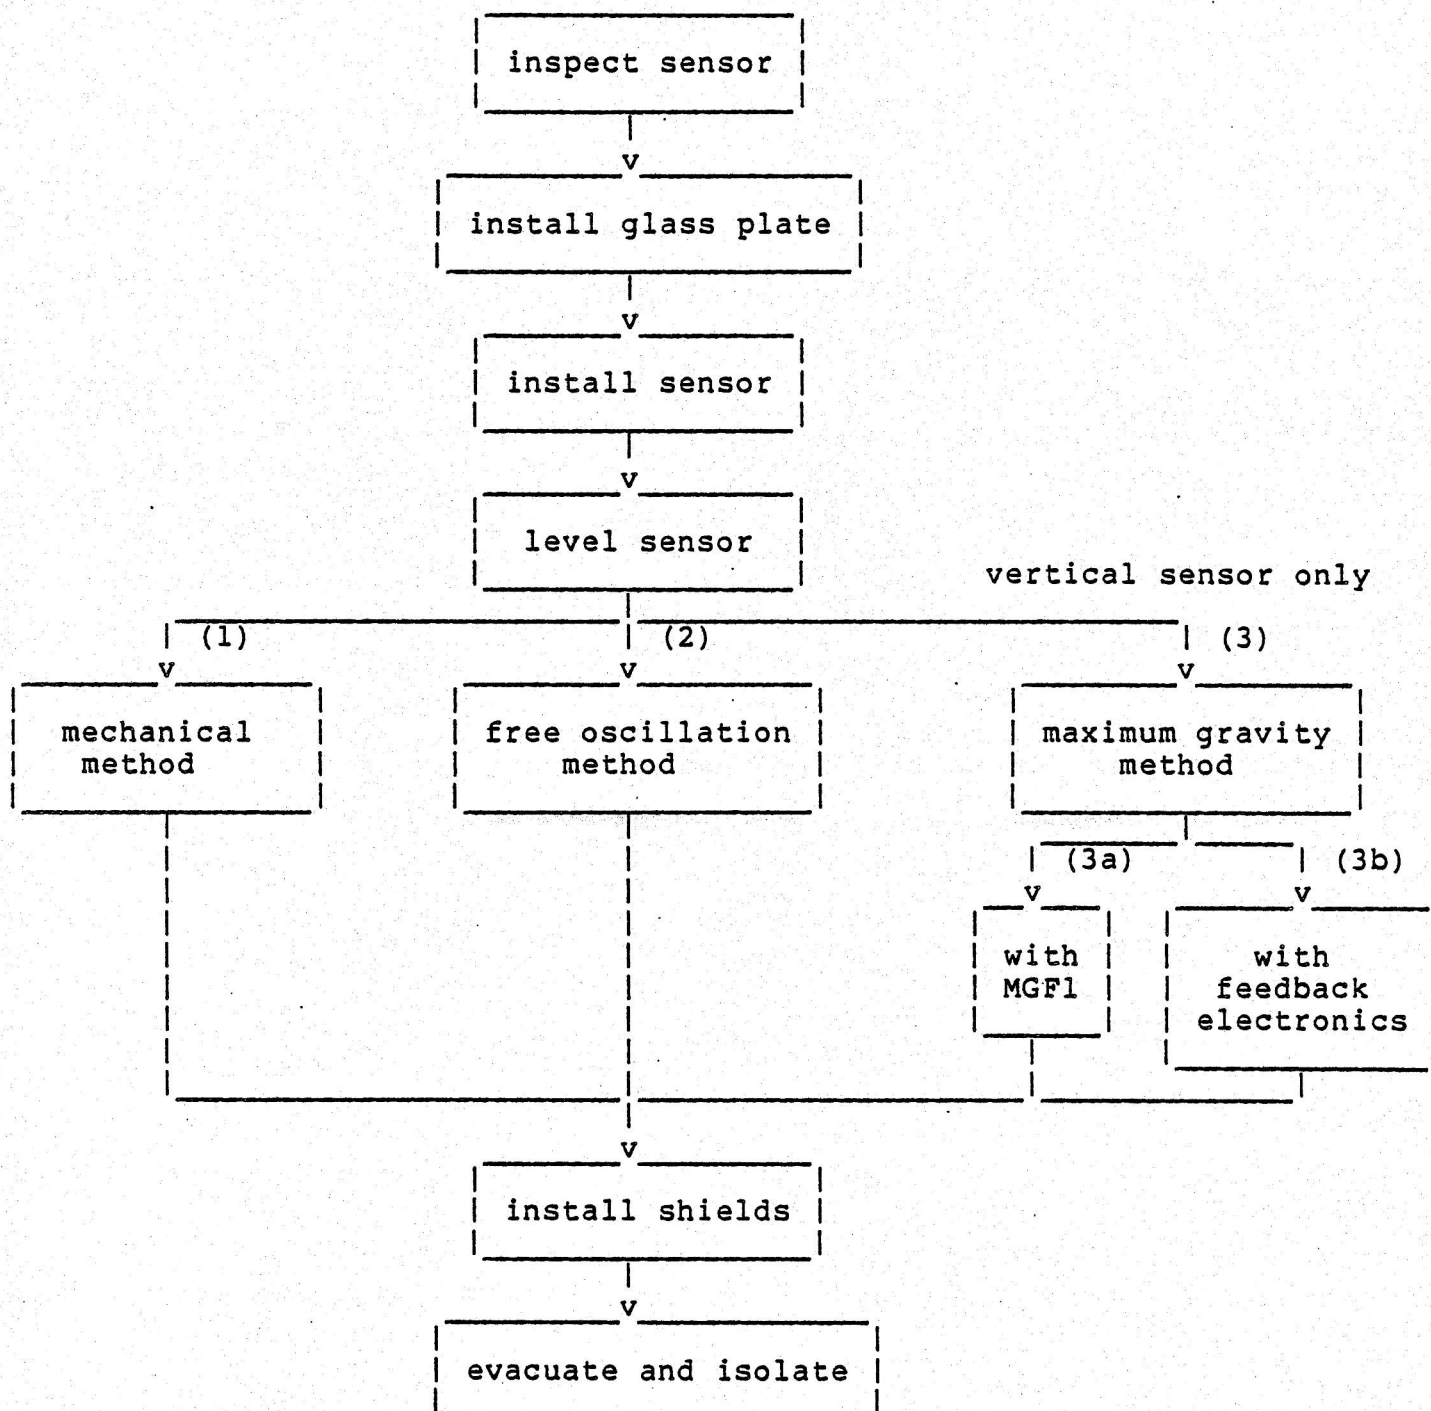 inspect sensor
install glass plate
install sensor
level sensor
vertical sensor only
(1)
(2)
(3)
mechanical
method
free oscillation
method
maximum gravity
method
(3a)
(3b)
with
MGF1
with
feedback
electronics
install shields
evacuate and isolate